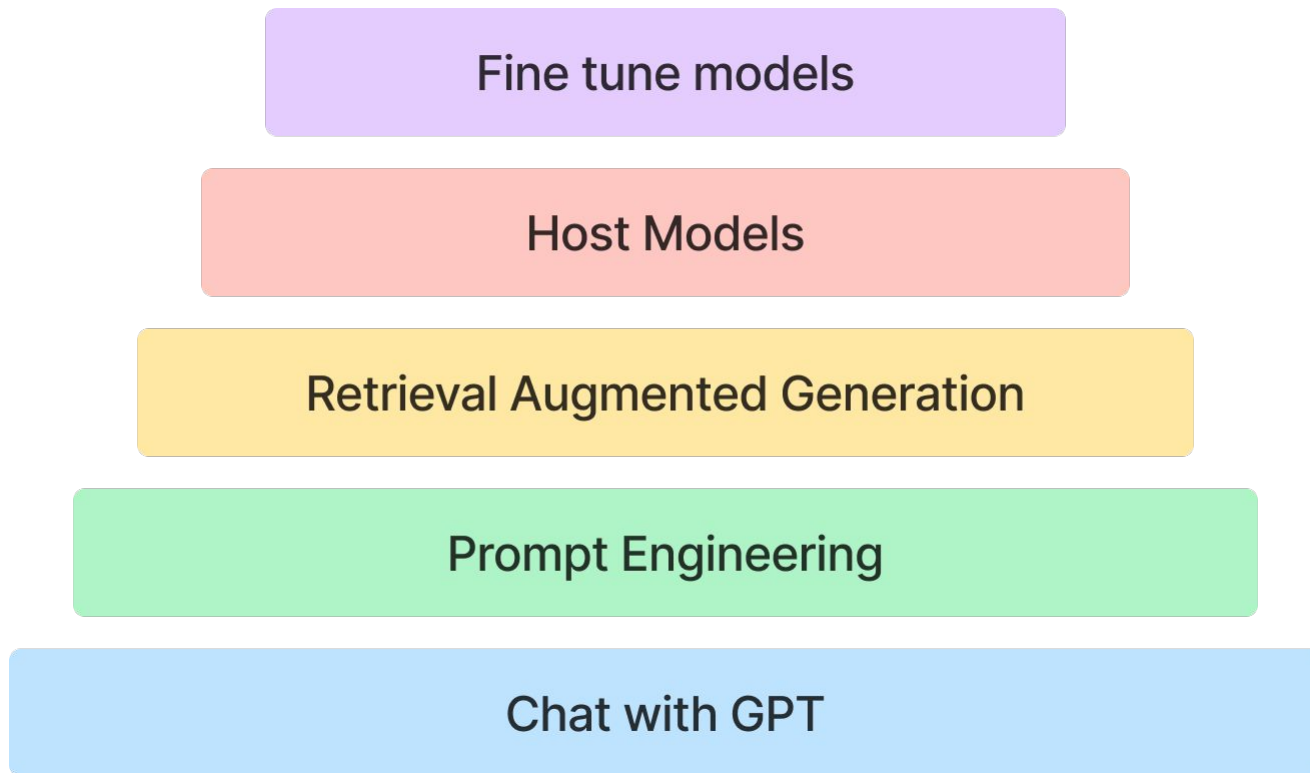 Fine tune models
Host Models
Retrieval Augmented Generation
Prompt Engineering
Chat with GPT